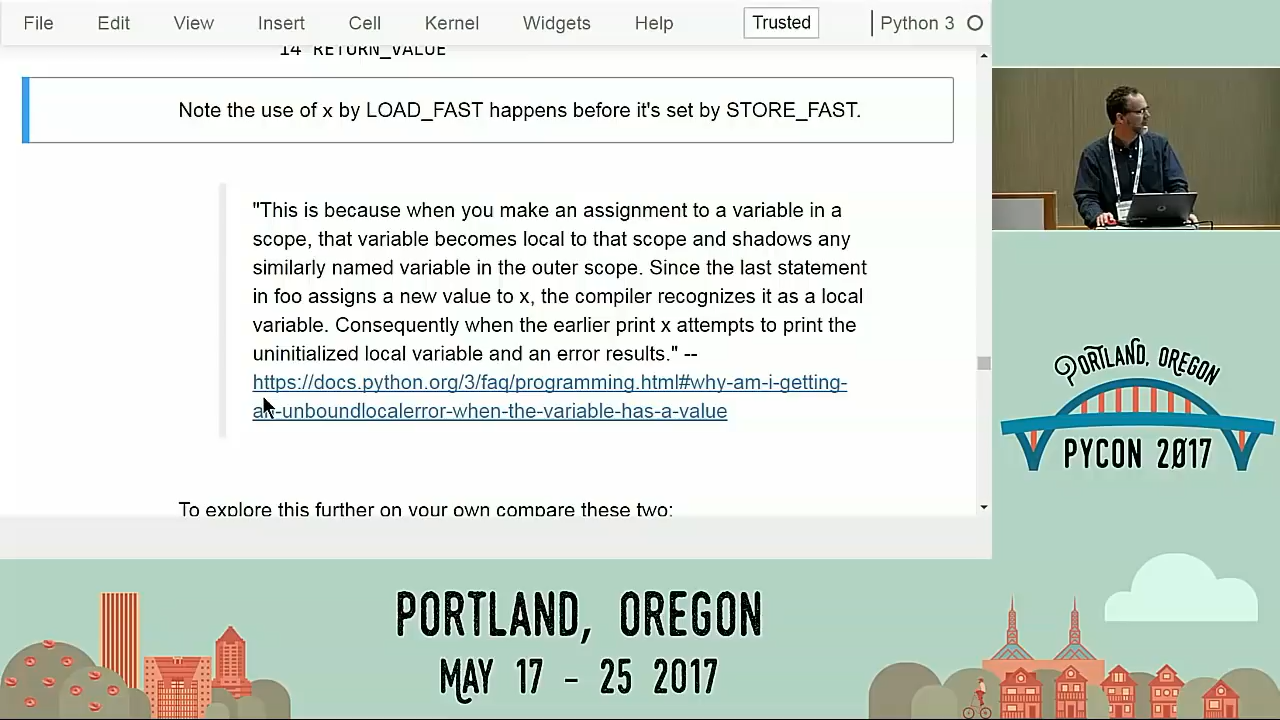 File Edit View Insert Cell Kernel Widgets Help Trusted Python 3
14 RETURN_VALUE
Note the use of x by LOAD_FAST happens before it's set by STORE_FAST.
"This is because when you make an assignment to a variable in a
scope, that variable becomes local to that scope and shadows any
similarly named variable in the outer scope. Since the last statement
in foo assigns a new value to x, the compiler recognizes it as a local
variable. Consequently when the earlier print x attempts to print the
uninitialized local variable and an error results." --
https://docs.python.org/3/faq/programming.html#why-am-i-getting-
an-unboundlocalerror-when-the-variable-has-a-value
To explore this further on your own compare these two:
PORTLAND, OREGON
PYCON 2017
PORTLAND, OREGON
MAY 17 - 25 2017